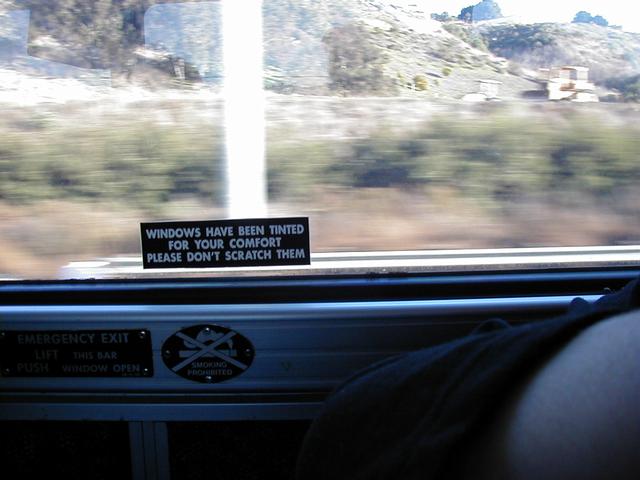 WINDOWS HAVE BEEN TINTED
FOR YOUR COMFORT
PLEASE DON'T SCRATCH THEM
EMERGENCY EXIT
LIFT THIS BAR
PUSH WINDOW OPEN
SMOKING
PROHIBITED